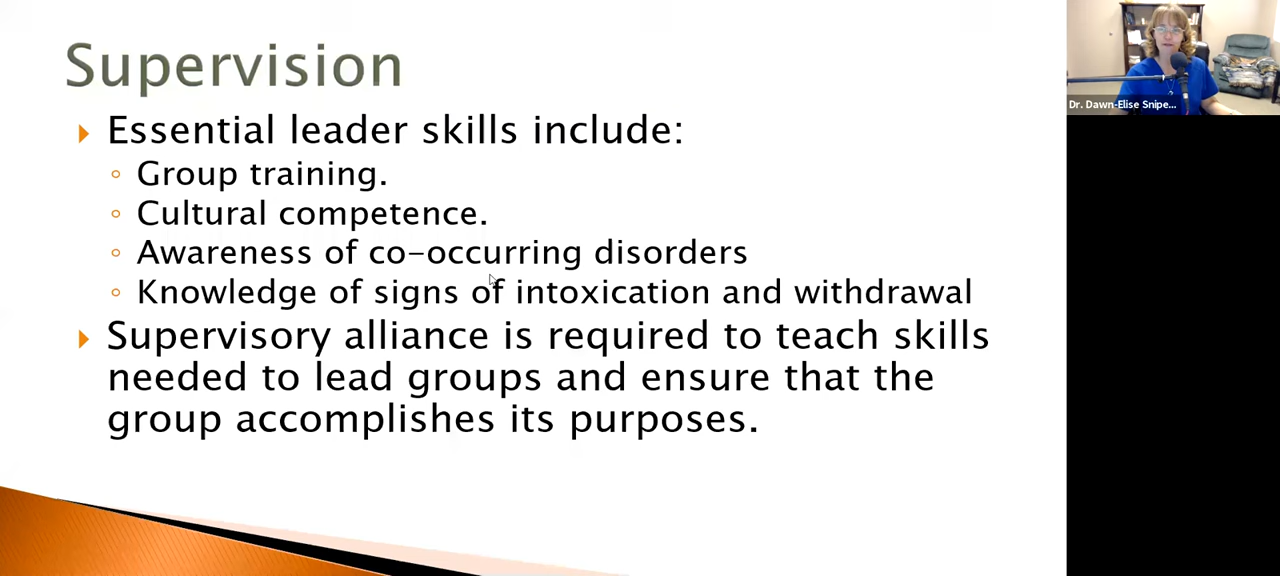 Supervision
Essential leader skills include:
Group training.
Cultural competence.
Awareness of co-occurring disorders
Knowledge of signs of intoxication and withdrawal
Supervisory alliance is required to teach skills
needed to lead groups and ensure that the
group accomplishes its purposes.
Dr. Dawn-Elise Snipe...